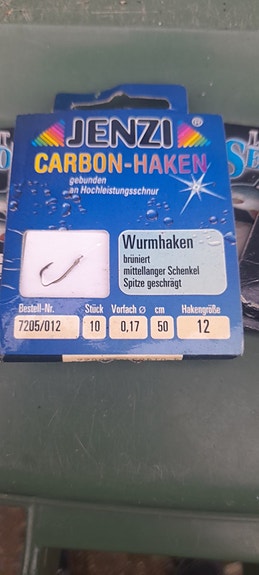 JENZI ®
CARBON-HAKEN
gebunden
an Hochleistungsschnur
Wurmhaken
brüniert
mittellanger Schenkel
Spitze geschrägt
Bestell-Nr. Stück Vorfach ø cm Hakengröße
7205/012 10 0,17 50 12